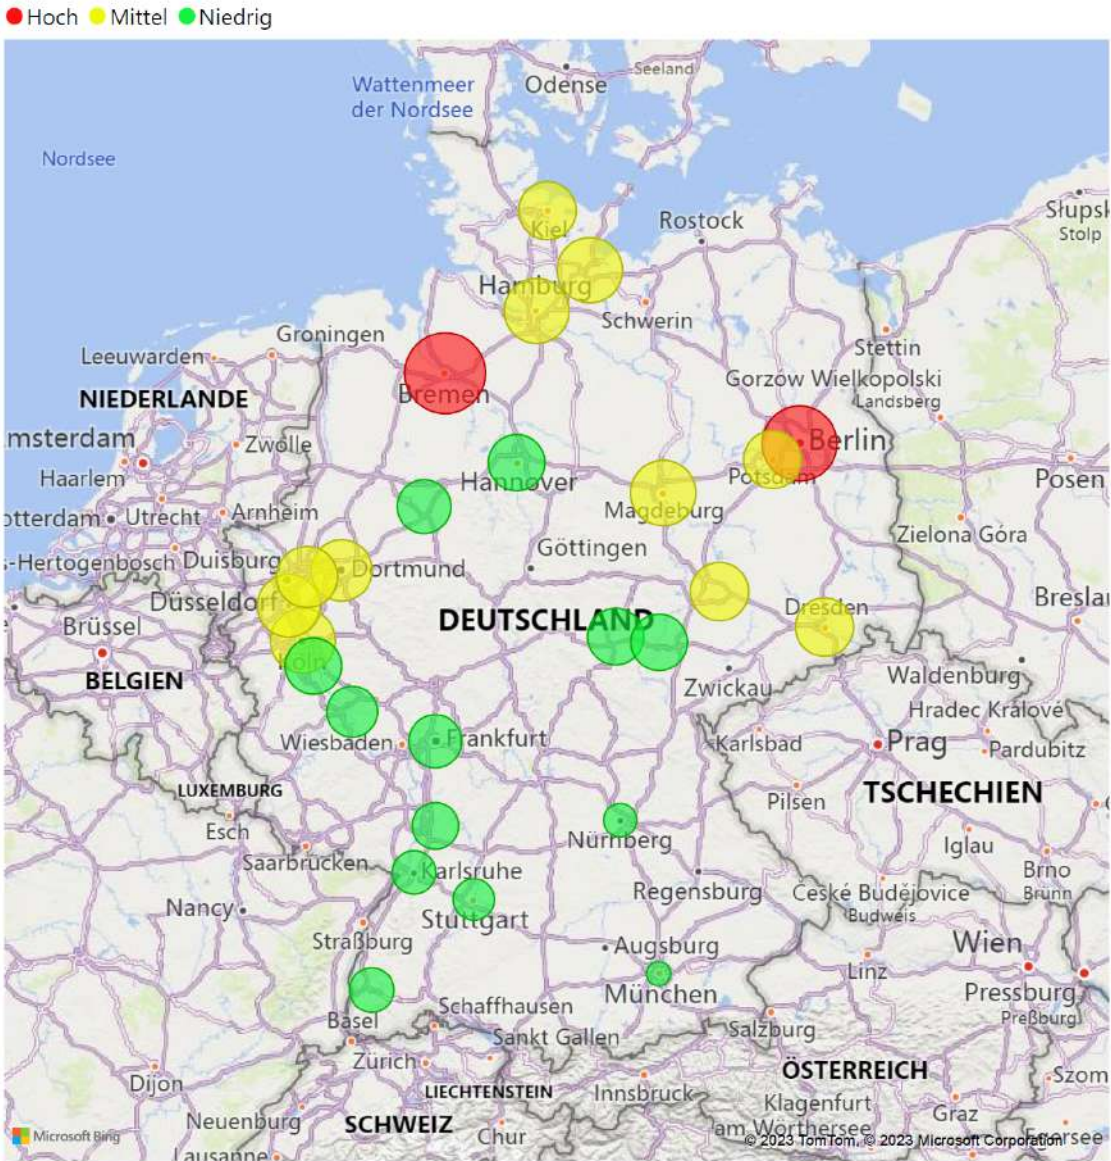 Hoch Mittel Niedrig
Wattenmeer
der Nordsee
Odense
Seeland
Nordsee
Kiel
Rostock
Słupsk
Stolp
Hamburg
Schwerin
Groningen
Stettin
Leeuwarden
Bremen
Gorzów Wielkopolski
Landsberg
NIEDERLANDE
msterdam
Zwolle
Berlin
Haarlem
Hannover
Potsdam
Posen
otterdam
Utrecht
Arnheim
Magdeburg
Zielona Góra
s-Hertogenbosch
Duisburg
Göttingen
Dortmund
Düsseldorf
Dresden
Breslau
Brüssel
DEUTSCHLAND
Köln
BELGIEN
Zwickau
Waldenburg
Hradec Králové
Wiesbaden
Frankfurt
Karlsbad
Prag
Pardubitz
LUXEMBURG
Pilsen
TSCHECHIEN
Esch
Nürnberg
Iglau
Saarbrücken
Karlsruhe
Brno
Brünn
Regensburg
České Budějovice
Budweis
Nancy
Stuttgart
Straßburg
Augsburg
Wien
Linz
München
Pressburg
Preßburg
Basel
Schaffhausen
Salzburg
Sankt Gallen
Zürich
ÖSTERREICH
Dijon
LIECHTENSTEIN
Innsbruck
Szom
Klagenfurt
am Wörthersee
Graz
Neuenburg
SCHWEIZ
Chur
Microsoft Bing
© 2023 TomTom, © 2023 Microsoft Corporation
Egersee
Lausanne